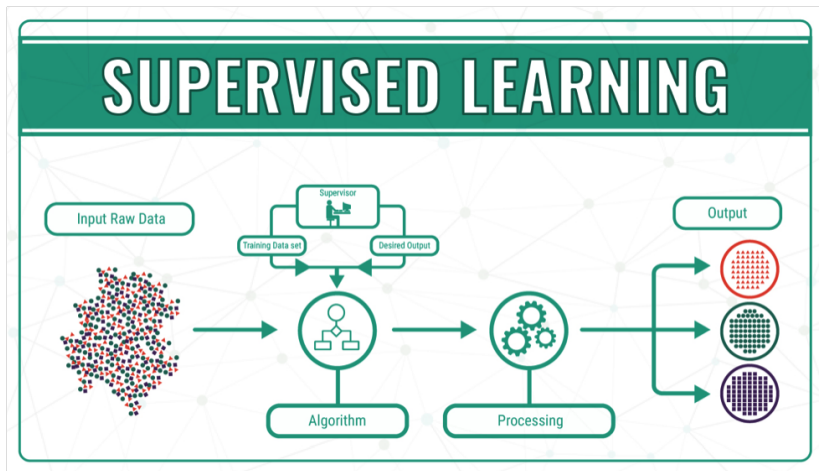 SUPERVISED LEARNING
Input Raw Data
Supervisor
Training Data set
Desired Output
Algorithm
Processing
Output